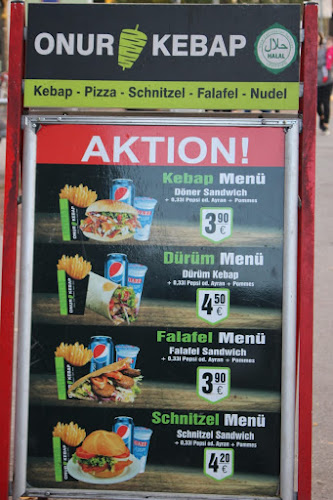 ONUR KEBAP
حلال
HALAL
Kebap - Pizza - Schnitzel - Falafel - Nudel
AKTION!
Kebap Menü
Döner Sandwich
+ 0,33l Pepsi od. Ayran + Pommes
3 90 €
Dürüm Menü
Dürüm Kebap
+ 0,33l Pepsi od. Ayran + Pommes
4 50 €
Falafel Menü
Falafel Sandwich
+ 0,33l Pepsi od. Ayran + Pommes
3 90 €
Schnitzel Menü
Schnitzel Sandwich
+ 0,33l Pepsi od. Ayran + Pommes
4 20 €